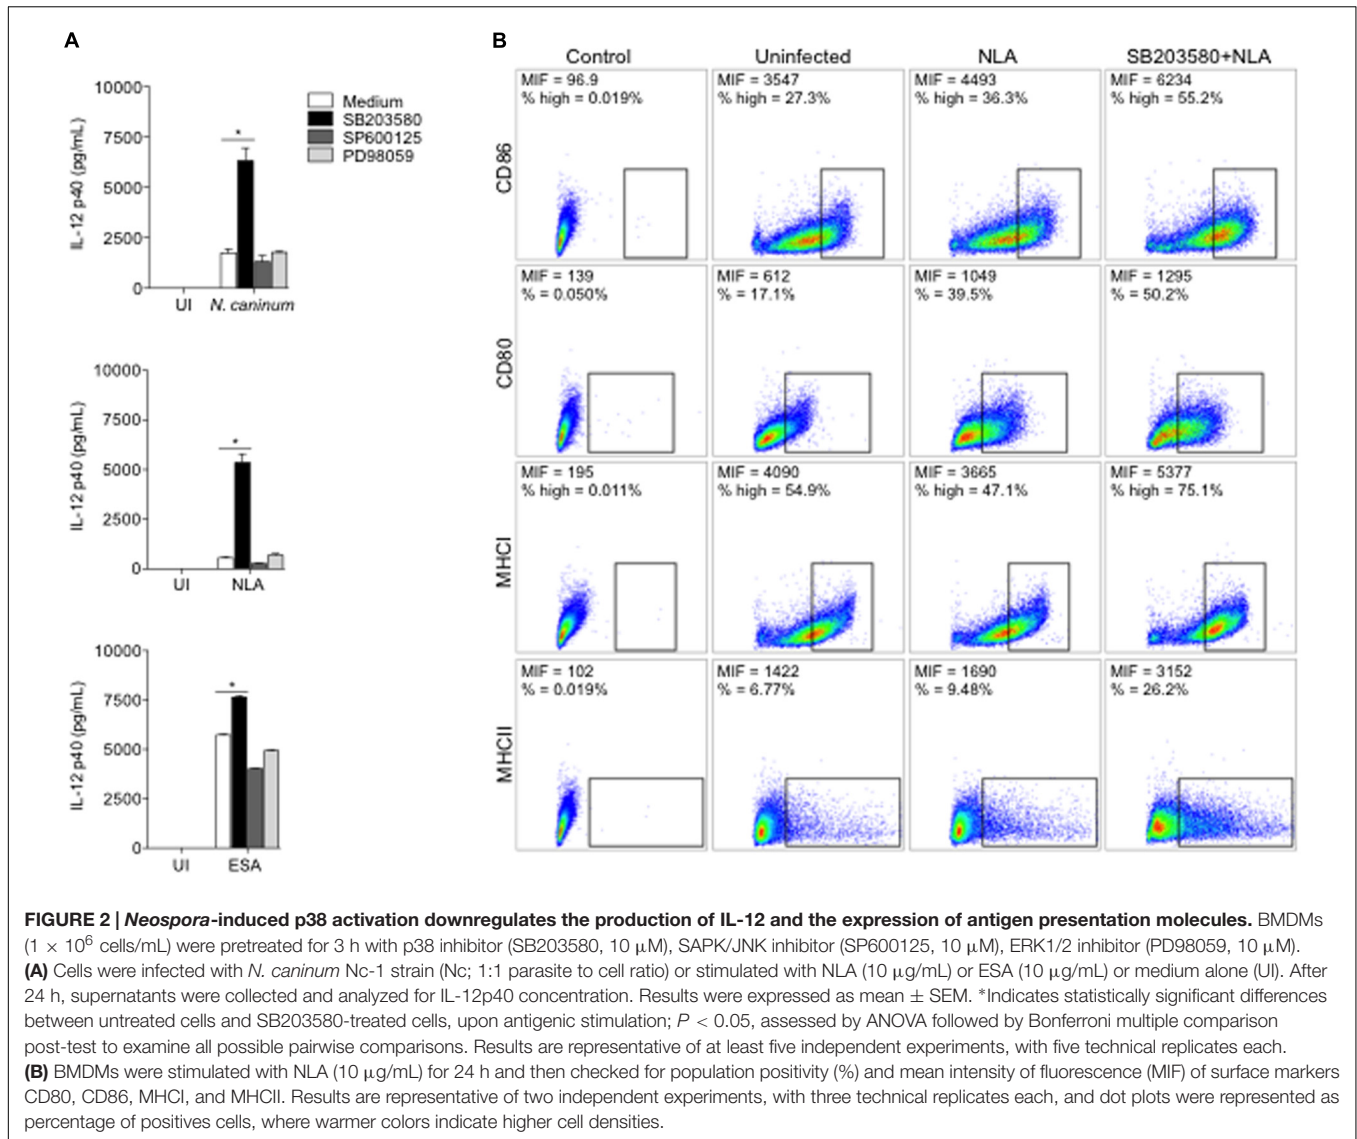 A
10000
7500
5000
2500
0
IL-12 p40 (pg/mL)
*
UI N. caninum
Medium
SB203580
SP600125
PD98059
10000
7500
5000
2500
0
IL-12 p40 (pg/mL)
*
UI NLA
10000
7500
5000
2500
0
IL-12 p40 (pg/mL)
*
UI ESA
B
Control Uninfected NLA SB203580+NLA
CD86
MIF = 96.9
% high = 0.019%
MIF = 3547
% high = 27.3%
MIF = 4493
% high = 36.3%
MIF = 6234
% high = 55.2%
CD80
MIF = 139
% = 0.050%
MIF = 612
% = 17.1%
MIF = 1049
% = 39.5%
MIF = 1295
% = 50.2%
MHCI
MIF = 195
% high = 0.011%
MIF = 4090
% high = 54.9%
MIF = 3665
% high = 47.1%
MIF = 5377
% high = 75.1%
MHCII
MIF = 102
% = 0.019%
MIF = 1422
% = 6.77%
MIF = 1690
% = 9.48%
MIF = 3152
% = 26.2%
FIGURE 2 | Neospora-induced p38 activation downregulates the production of IL-12 and the expression of antigen presentation molecules. BMDMs
(1 × 10⁶ cells/mL) were pretreated for 3 h with p38 inhibitor (SB203580, 10 μM), SAPK/JNK inhibitor (SP600125, 10 μM), ERK1/2 inhibitor (PD98059, 10 μM).
(A) Cells were infected with N. caninum Nc-1 strain (Nc; 1:1 parasite to cell ratio) or stimulated with NLA (10 μg/mL) or ESA (10 μg/mL) or medium alone (UI). After
24 h, supernatants were collected and analyzed for IL-12p40 concentration. Results were expressed as mean ± SEM. *Indicates statistically significant differences
between untreated cells and SB203580-treated cells, upon antigenic stimulation; P < 0.05, assessed by ANOVA followed by Bonferroni multiple comparison
post-test to examine all possible pairwise comparisons. Results are representative of at least five independent experiments, with five technical replicates each.
(B) BMDMs were stimulated with NLA (10 μg/mL) for 24 h and then checked for population positivity (%) and mean intensity of fluorescence (MIF) of surface markers
CD80, CD86, MHCI, and MHCII. Results are representative of two independent experiments, with three technical replicates each, and dot plots were represented as
percentage of positives cells, where warmer colors indicate higher cell densities.